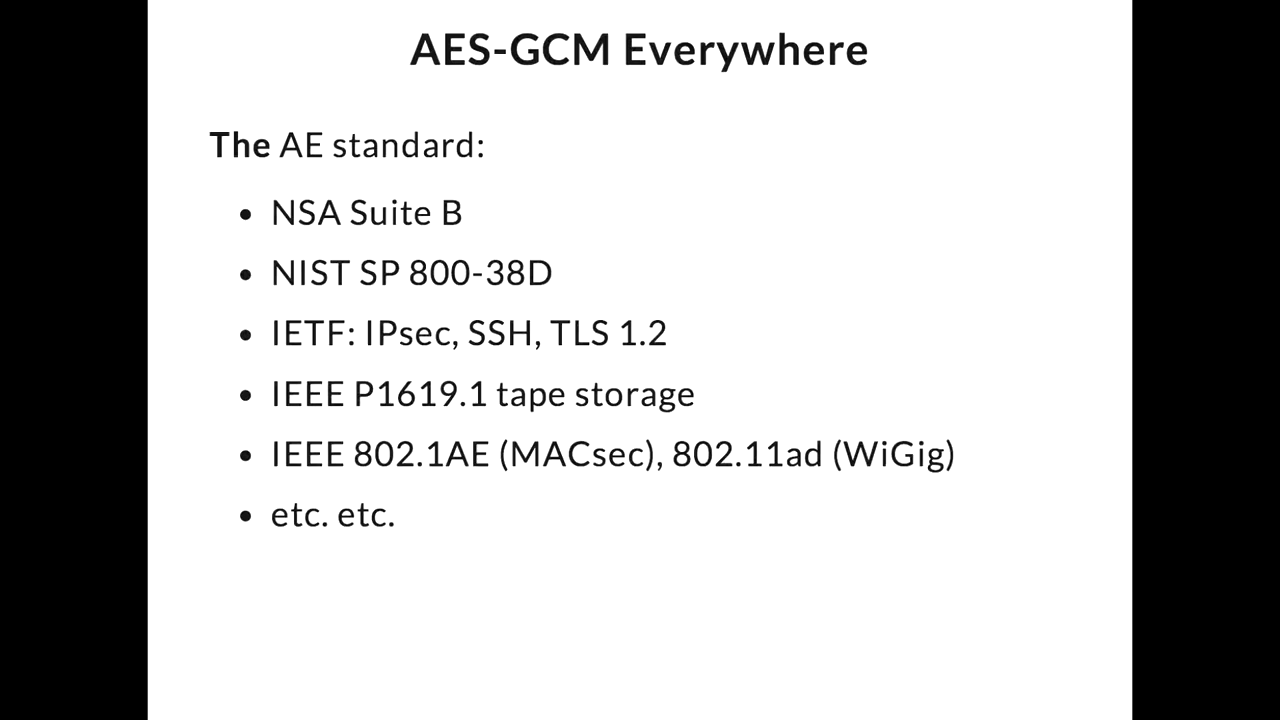 AES-GCM Everywhere
The AE standard:
• NSA Suite B
• NIST SP 800-38D
• IETF: IPsec, SSH, TLS 1.2
• IEEE P1619.1 tape storage
• IEEE 802.1AE (MACsec), 802.11ad (WiGig)
• etc. etc.